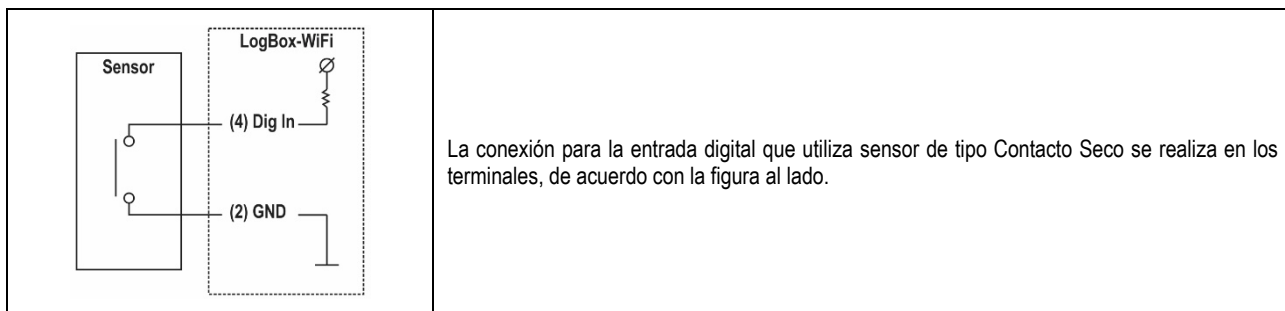 LogBox-WiFi
Sensor
(4) Dig In
(2) GND
La conexión para la entrada digital que utiliza sensor de tipo Contacto Seco se realiza en los
terminales, de acuerdo con la figura al lado.